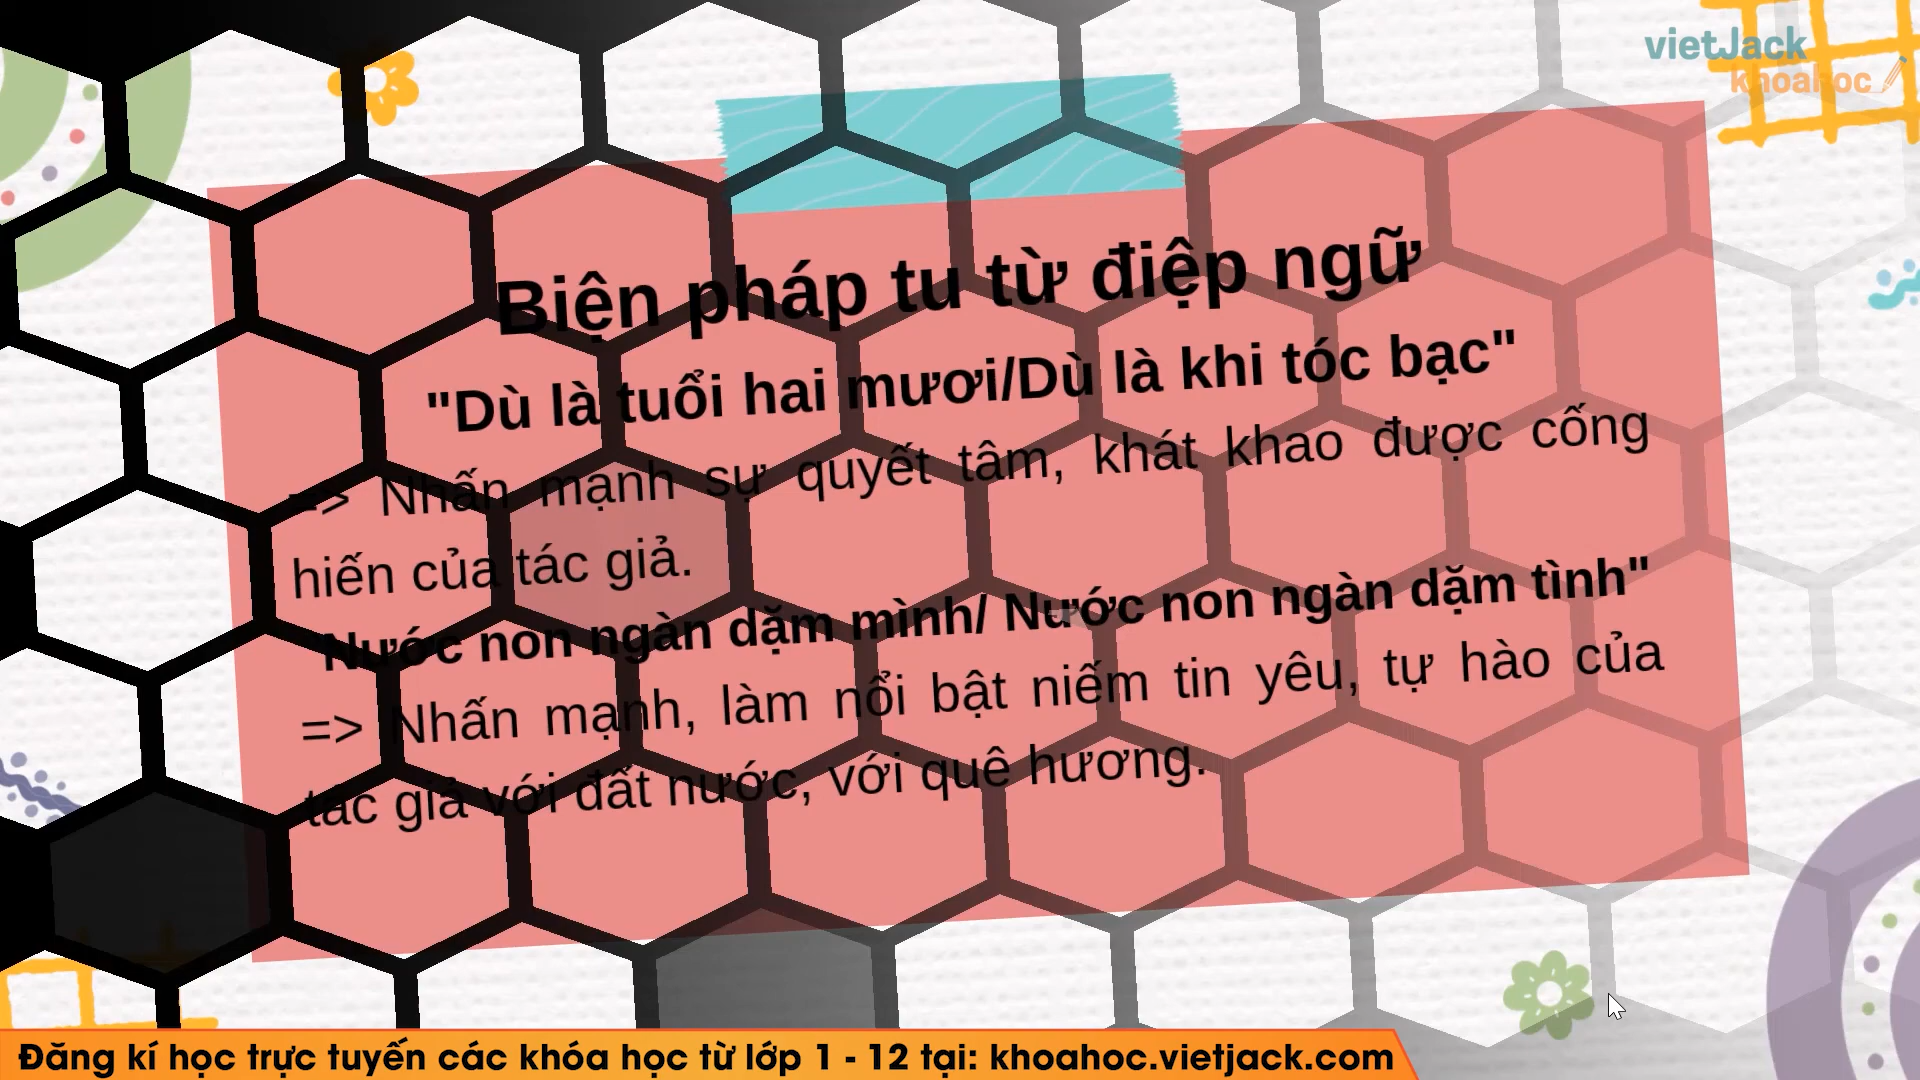 vietJack
khoahoc
Biện pháp tu từ điệp ngữ
"Dù là tuổi hai mươi/Dù là khi tóc bạc"
=> Nhấn mạnh sự quyết tâm, khát khao được cống
hiến của tác giả.
Nước non ngàn dặm mình/ Nước non ngàn dặm tình"
=> Nhấn mạnh, làm nổi bật niếm tin yêu, tự hào của
tác giả với đất nước, với quê hương.
Đăng kí học trực tuyến các khóa học từ lớp 1 - 12 tại: khoahoc.vietjack.com